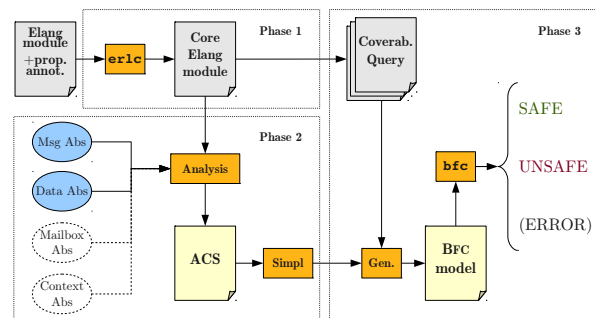 Elang
module
+prop.
annot.
erlc
Core
Elang
module
Phase 1
Coverab.
Query
Phase 3
Phase 2
Msg Abs
Data Abs
Mailbox
Abs
Context
Abs
Analysis
ACS
Simpl
Gen.
BFC
model
bfc
SAFE
UNSAFE
(ERROR)